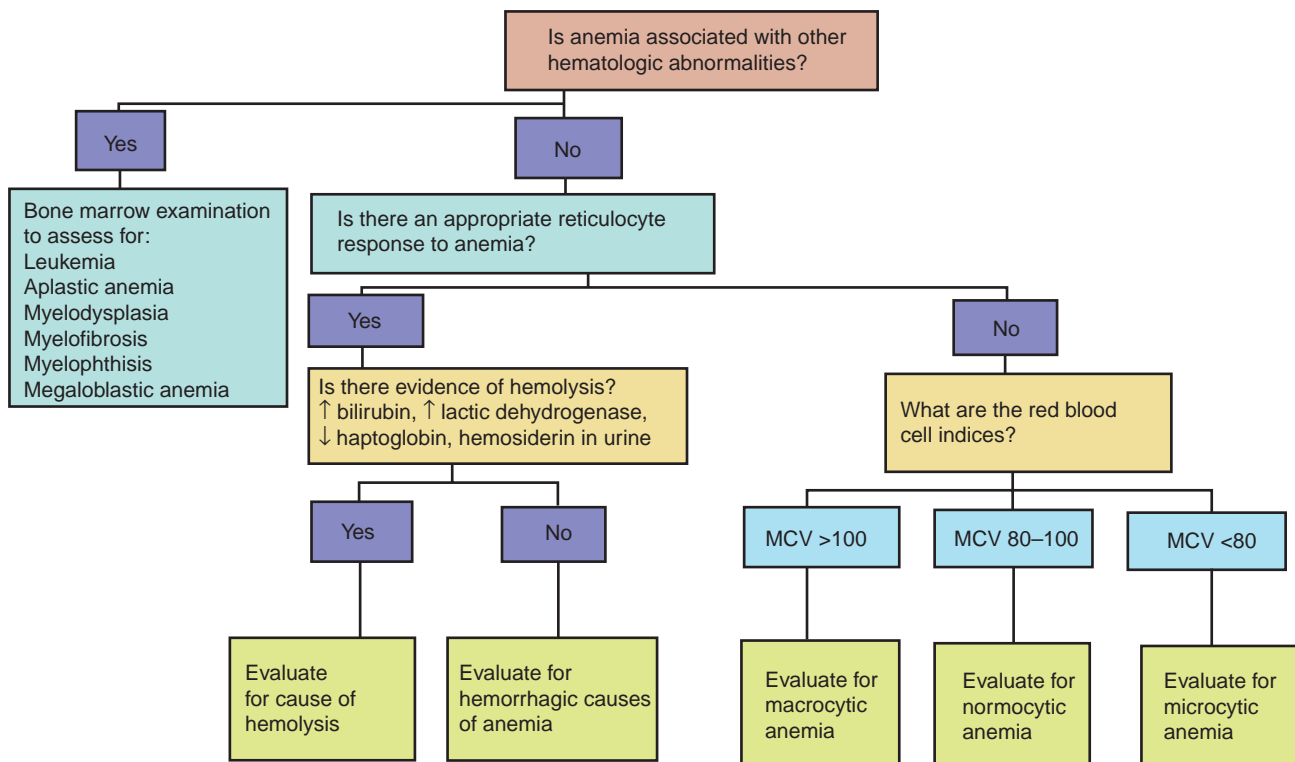 Is anemia associated with other
hematologic abnormalities?
Yes
No
Bone marrow examination
to assess for:
Leukemia
Aplastic anemia
Myelodysplasia
Myelofibrosis
Myelophthisis
Megaloblastic anemia
Is there an appropriate reticulocyte
response to anemia?
Yes
No
Is there evidence of hemolysis?
↑ bilirubin, ↑ lactic dehydrogenase,
↓ haptoglobin, hemosiderin in urine
What are the red blood
cell indices?
Yes
No
MCV >100
MCV 80–100
MCV <80
Evaluate
for cause of
hemolysis
Evaluate for
hemorrhagic causes
of anemia
Evaluate for
macrocytic
anemia
Evaluate for
normocytic
anemia
Evaluate for
microcytic
anemia